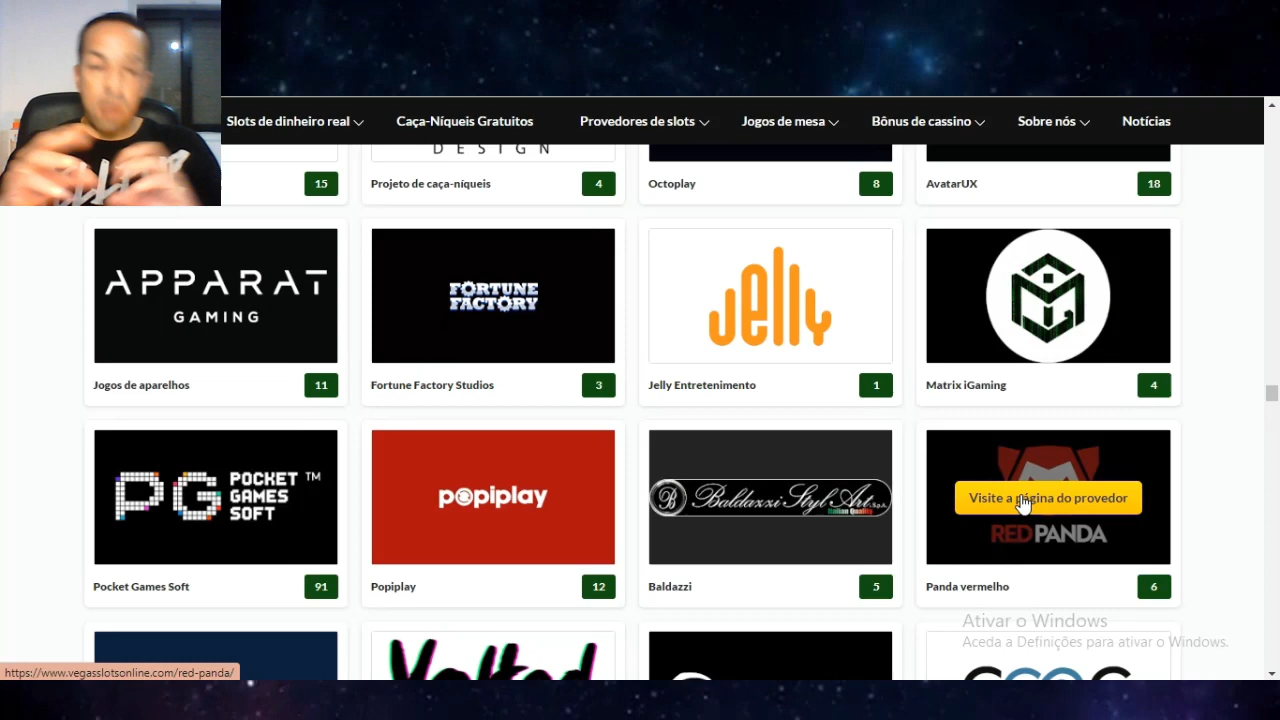 Slots de dinheiro real
Caça-Níqueis Gratuitos
Provedores de slots
Jogos de mesa
Bônus de cassino
Sobre nós
Notícias
DESIGN
15
Projeto de caça-níqueis
4
Octoplay
8
AvatarUX
18
APPARAT
GAMING
FORTUNE
FACTORY
Jelly
Jogos de aparelhos
11
Fortune Factory Studios
3
Jelly Entretenimento
1
Matrix iGaming
4
PG POCKET
GAMES
SOFT
TM
popiplay
B Baldazzi Styl Art S.p.A.
Italian Quality
Visite a página do provedor
RED PANDA
Pocket Games Soft
91
Popiplay
12
Baldazzi
5
Panda vermelho
6
Ativar o Windows
Aceda a Definições para ativar o Windows.
https://www.vegasslotsonline.com/red-panda/